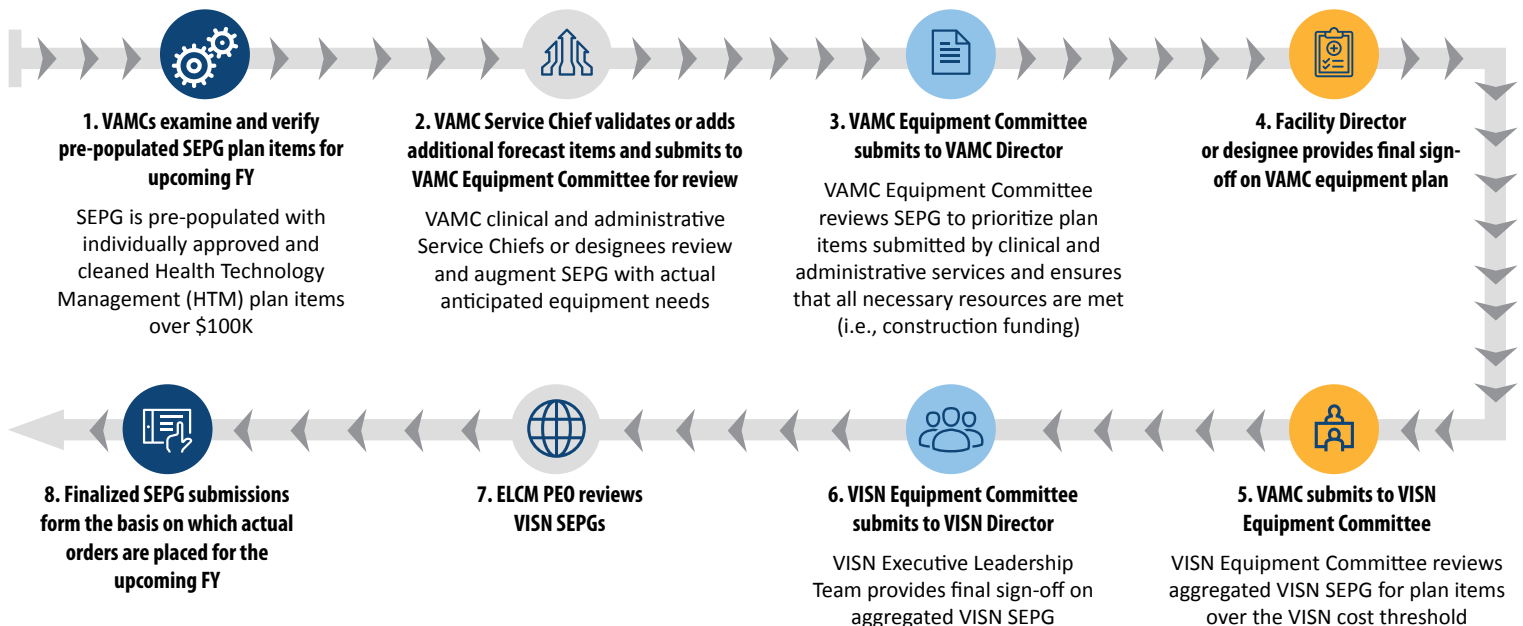 1. VAMCs examine and verify
pre-populated SEPG plan items for
upcoming FY
SEPG is pre-populated with
individually approved and
cleaned Health Technology
Management (HTM) plan items
over $100K
2. VAMC Service Chief validates or adds
additional forecast items and submits to
VAMC Equipment Committee for review
VAMC clinical and administrative
Service Chiefs or designees review
and augment SEPG with actual
anticipated equipment needs
3. VAMC Equipment Committee
submits to VAMC Director
VAMC Equipment Committee
reviews SEPG to prioritize plan
items submitted by clinical and
administrative services and ensures
that all necessary resources are met
(i.e., construction funding)
4. Facility Director
or designee provides final sign-
off on VAMC equipment plan
5. VAMC submits to VISN
Equipment Committee
VISN Equipment Committee reviews
aggregated VISN SEPG for plan items
over the VISN cost threshold
6. VISN Equipment Committee
submits to VISN Director
VISN Executive Leadership
Team provides final sign-off on
aggregated VISN SEPG
7. ELCM PEO reviews
VISN SEPGs
8. Finalized SEPG submissions
form the basis on which actual
orders are placed for the
upcoming FY